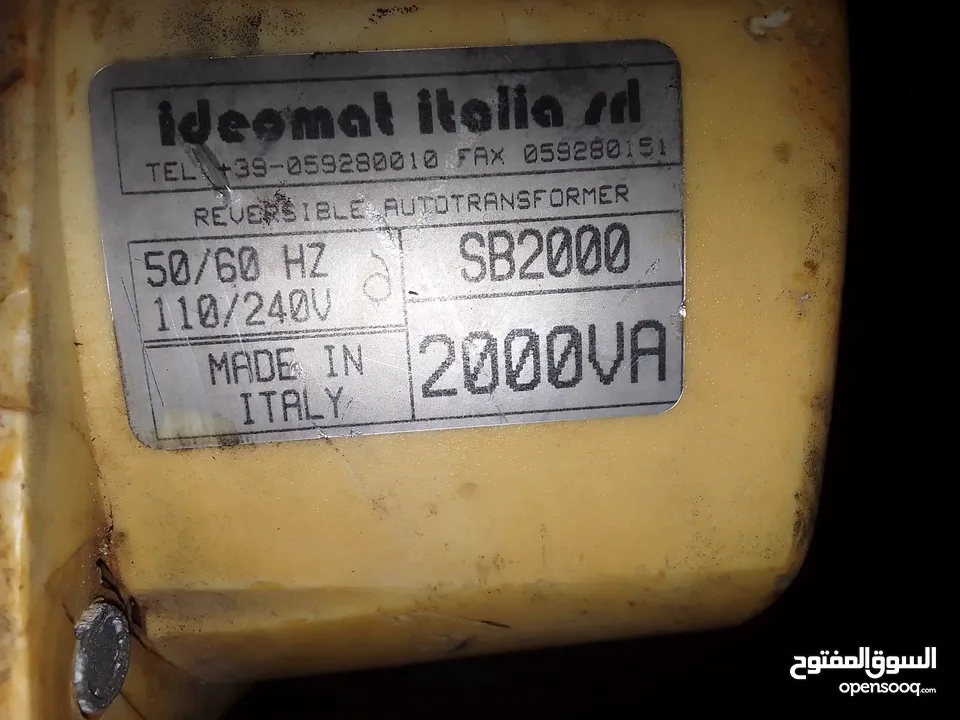 ideomat italia srl
TEL +39-059280010 FAX 059280151
REVERSIBLE AUTOTRANSFORMER
50/60 HZ
110/240V
SB2000
MADE IN
ITALY
2000VA
السوق المفتوح
opensooq.com